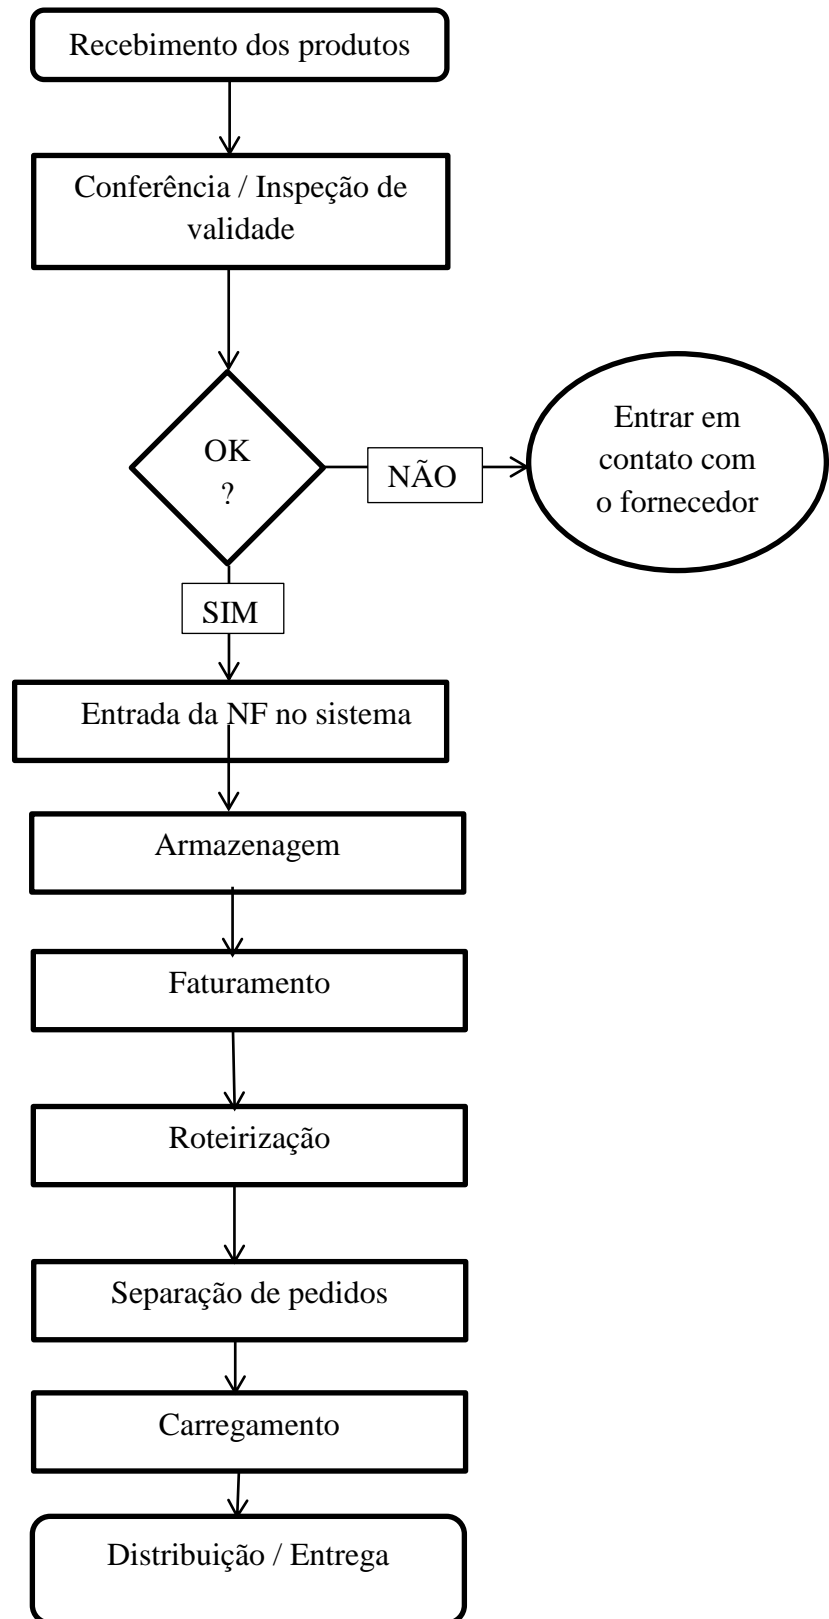 Recebimento dos produtos
Conferência / Inspeção de
validade
OK
?
NÃO
Entrar em
contato com
o fornecedor
SIM
Entrada da NF no sistema
Armazenagem
Faturamento
Roteirização
Separação de pedidos
Carregamento
Distribuição / Entrega